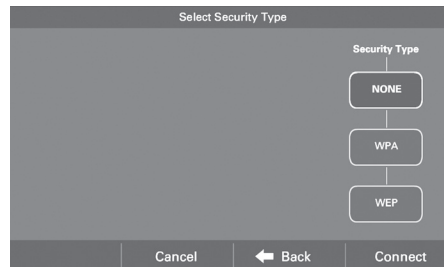 Select Security Type
Security Type
NONE
WPA
WEP
Cancel
Back
Connect